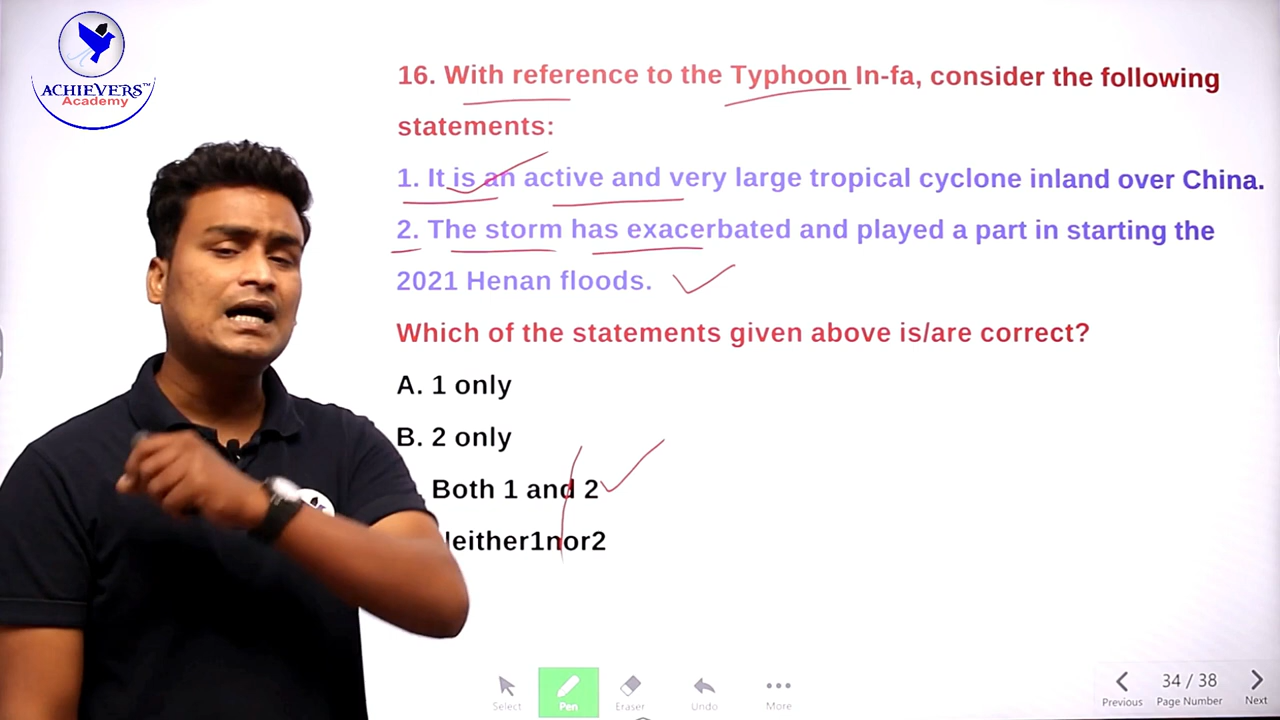 ACHIEVERS™
Academy
16. With reference to the Typhoon In-fa, consider the following
statements:
1. It is an active and very large tropical cyclone inland over China.
2. The storm has exacerbated and played a part in starting the
2021 Henan floods.
Which of the statements given above is/are correct?
A. 1 only
B. 2 only
. Both 1 and 2
either1nor2
Select
Pen
Eraser
Undo
More
Previous
34 / 38
Page Number
Next